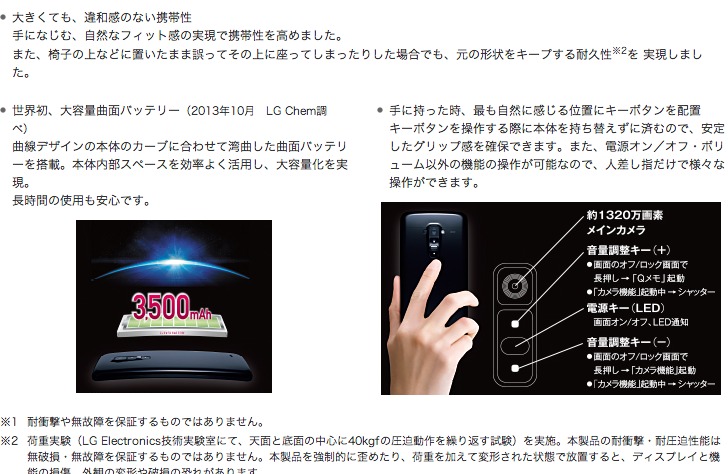 ● 大きくても、違和感のない携帯性
手になじむ、自然なフィット感の実現で携帯性を高めました。
また、椅子の上などに置いたまま誤ってその上に座ってしまったりした場合でも、元の形状をキープする耐久性※2を 実現しまし
た。
● 世界初、大容量曲面バッテリー（2013年10月　LG Chem調
べ）
曲線デザインの本体のカーブに合わせて湾曲した曲面バッテリ
ーを搭載。本体内部スペースを効率よく活用し、大容量化を実
現。
長時間の使用も安心です。
3,500mAh
● 手に持った時、最も自然に感じる位置にキーボタンを配置
キーボタンを操作する際に本体を持ち替えずに済むので、安定
したグリップ感を確保できます。また、電源オン／オフ・ボリ
ューム以外の機能の操作が可能なので、人差し指だけで様々な
操作ができます。
約1320万画素
メインカメラ
音量調整キー（+）
●画面のオフ/ロック画面で
長押し→「Qメモ」起動
●「カメラ機能」起動中→シャッター
電源キー（LED）
画面オン/オフ、LED通知
音量調整キー（−）
●画面のオフ/ロック画面で
長押し→「カメラ機能」起動
●「カメラ機能」起動中→シャッター
※1　耐衝撃や無故障を保証するものではありません。
※2　荷重実験（LG Electronics技術実験室にて、天面と底面の中心に40kgfの圧迫動作を繰り返す試験）を実施。本製品の耐衝撃・耐圧迫性能は
無破損・無故障を保証するものではありません。本製品を強制的に歪めたり、荷重を加えて変形された状態で放置すると、ディスプレイと機
能の損傷、外観の変形や破損の恐れがあります。